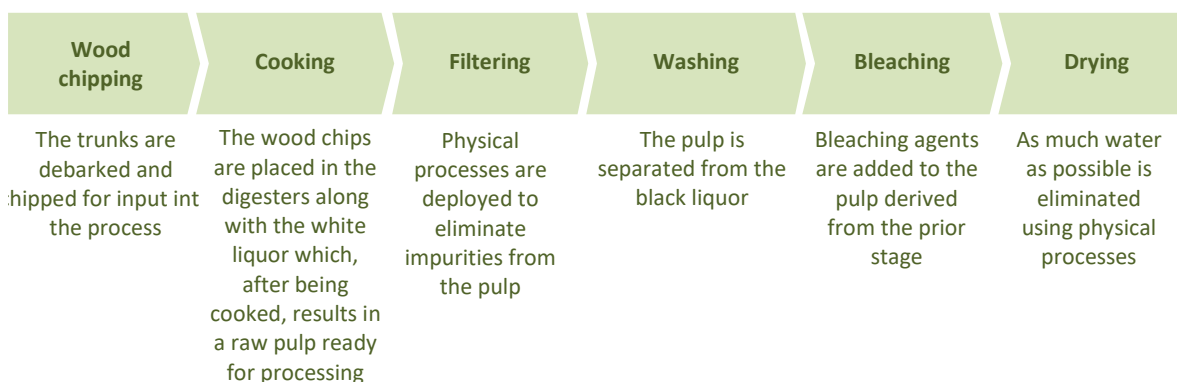 Wood
chipping
Cooking
Filtering
Washing
Bleaching
Drying
The trunks are
debarked and
chipped for input int
the process
The wood chips
are placed in the
digesters along
with the white
liquor which,
after being
cooked, results in
a raw pulp ready
for processing
Physical
processes are
deployed to
eliminate
impurities from
the pulp
The pulp is
separated from the
black liquor
Bleaching agents
are added to the
pulp derived
from the prior
stage
As much water
as possible is
eliminated
using physical
processes